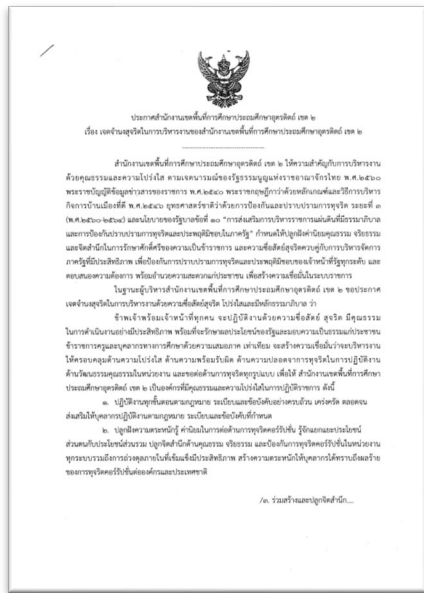 ประกาศสำนักงานเขตพื้นที่การศึกษาประถมศึกษาอุตรดิตถ์ เขต ๒
เรื่อง เจตจำนงสุจริตในการบริหารงานของสำนักงานเขตพื้นที่การศึกษาประถมศึกษาอุตรดิตถ์ เขต ๒
สำนักงานเขตพื้นที่การศึกษาประถมศึกษาอุตรดิตถ์ เขต ๒ ให้ความสำคัญกับการบริหารงาน
ด้วยคุณธรรมและความโปร่งใส ตามเจตนารมณ์ของรัฐธรรมนูญแห่งราชอาณาจักรไทย พ.ศ.๒๕๖๐
พระราชบัญญัติข้อมูลข่าวสารของราชการ พ.ศ.๒๕๔๐ พระราชกฤษฎีกาว่าด้วยหลักเกณฑ์และวิธีการบริหาร
กิจการบ้านเมืองที่ดี พ.ศ.๒๕๔๖ ยุทธศาสตร์ชาติว่าด้วยการป้องกันและปราบปรามการทุจริต ระยะที่ ๓
(พ.ศ.๒๕๖๐-๒๕๖๔) และนโยบายของรัฐบาลข้อที่ ๑๐ "การส่งเสริมการบริหารราชการแผ่นดินที่มีธรรมาภิบาล
และการป้องกันปราบปรามการทุจริตและประพฤติมิชอบในภาครัฐ" กำหนดให้ปลูกฝังค่านิยมคุณธรรม จริยธรรม
และจิตสำนึกในการรักษาศักดิ์ศรีของความเป็นข้าราชการ และความซื่อสัตย์สุจริตควบคู่กับการบริหารจัดการ
ภาครัฐที่มีประสิทธิภาพ เพื่อป้องกันการปราบปรามการทุจริตและประพฤติมิชอบของเจ้าหน้าที่รัฐทุกระดับ และ
ตอบสนองความต้องการ พร้อมอำนวยความสะดวกแก่ประชาชน เพื่อสร้างความเชื่อมั่นในระบบราชการ
ในฐานะผู้บริหารสำนักงานเขตพื้นที่การศึกษาประถมศึกษาอุตรดิตถ์ เขต ๒ ขอประกาศ
เจตจำนงสุจริตในการบริหารงานด้วยความซื่อสัตย์สุจริต โปร่งใสและมีหลักธรรมาภิบาล ว่า
ข้าพเจ้าพร้อมเจ้าหน้าที่ทุกคน จะปฏิบัติงานด้วยความซื่อสัตย์ สุจริต มีคุณธรรม
ในการดำเนินงานอย่างมีประสิทธิภาพ พร้อมที่จะรักษาผลประโยชน์ของรัฐและมอบความเป็นธรรมแก่ประชาชน
ข้าราชการครูและบุคลากรทางการศึกษาด้วยความเสมอภาค เท่าเทียม จะสร้างความเชื่อมั่นว่าจะบริหารงาน
ให้ครอบคลุมด้านความโปร่งใส ด้านความพร้อมรับผิด ด้านความปลอดจากการทุจริตในการปฏิบัติงาน
ด้านวัฒนธรรมคุณธรรมในหน่วยงาน และขอต่อต้านการทุจริตทุกรูปแบบ เพื่อให้ สำนักงานเขตพื้นที่การศึกษา
ประถมศึกษาอุตรดิตถ์ เขต ๒ เป็นองค์กรที่มีคุณธรรมและความโปร่งใสในการปฏิบัติราชการ ดังนี้
๑. ปฏิบัติงานทุกขั้นตอนตามกฎหมาย ระเบียบและข้อบังคับอย่างครบถ้วน เคร่งครัด ตลอดจน
ส่งเสริมให้บุคลากรปฏิบัติงานตามกฎหมาย ระเบียบและข้อบังคับที่กำหนด
๒. ปลูกฝังความตระหนักรู้ ค่านิยมในการต่อต้านการทุจริตคอร์รัปชั่น รู้จักแยกแยะประโยชน์
ส่วนตนกับประโยชน์ส่วนรวม ปลูกจิตสำนึกด้านคุณธรรม จริยธรรม และป้องกันการทุจริตคอร์รัปชั่นในหน่วยงาน
ทุกระบบรวมถึงการถ่วงดุลภายในที่เข้มแข็งมีประสิทธิภาพ สร้างความตระหนักให้บุคลากรได้ทราบถึงผลร้าย
ของการทุจริตคอร์รัปชั่นต่อองค์กรและประเทศชาติ
/๓. ร่วมสร้างและปลูกจิตสำนึก....